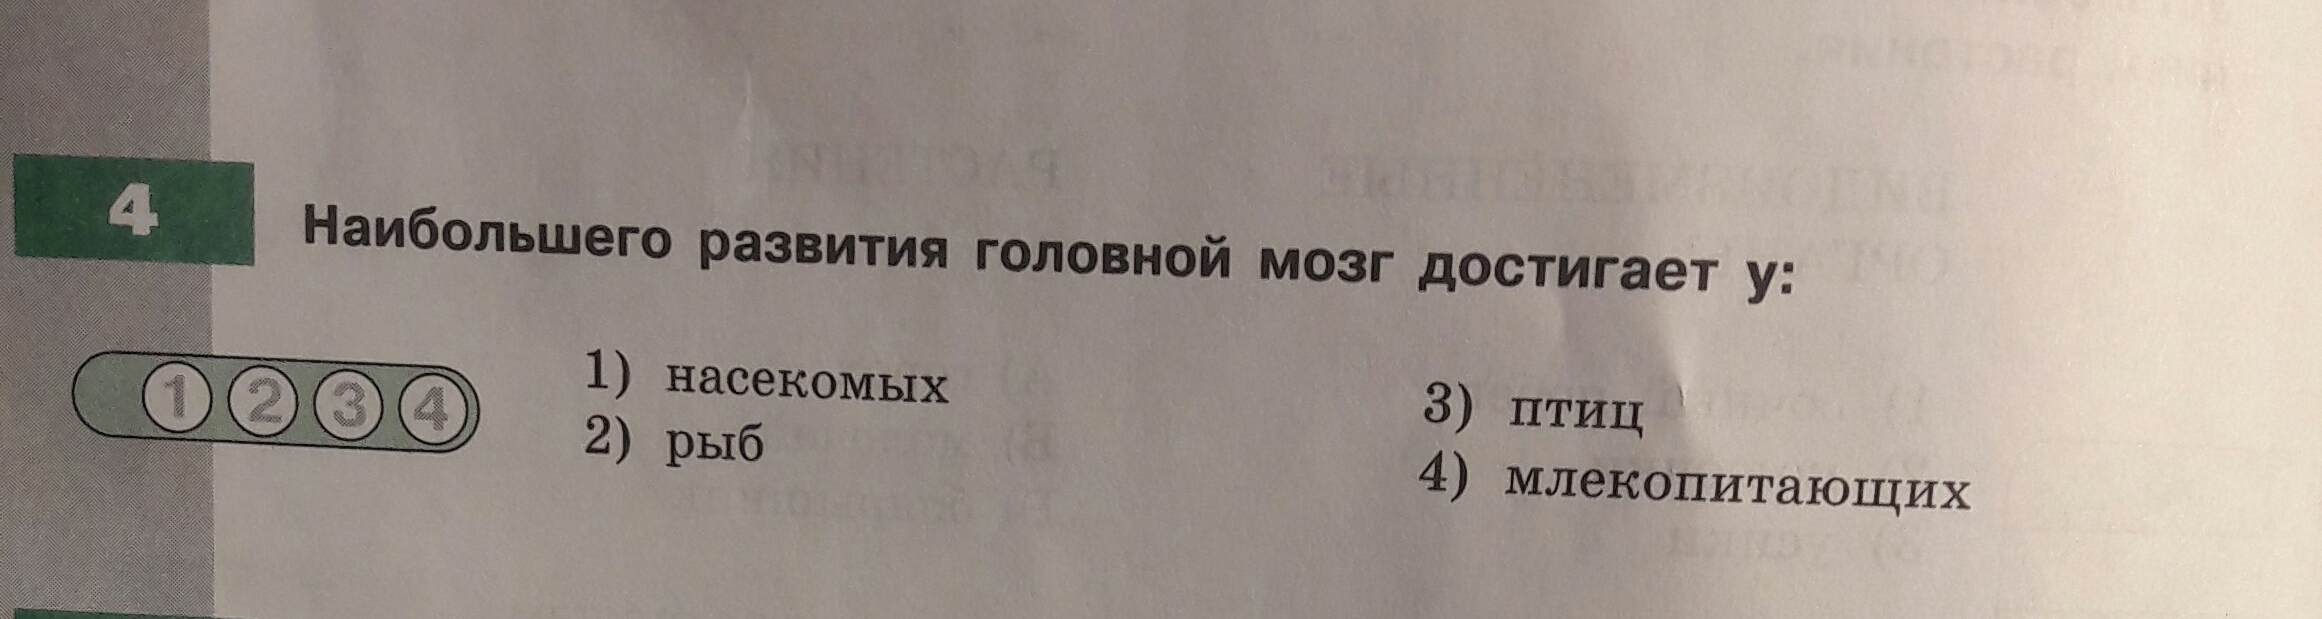 4
Наибольшего развития головной мозг достигает у:
1 2 3 4
1) насекомых
2) рыб
3) птиц
4) млекопитающих